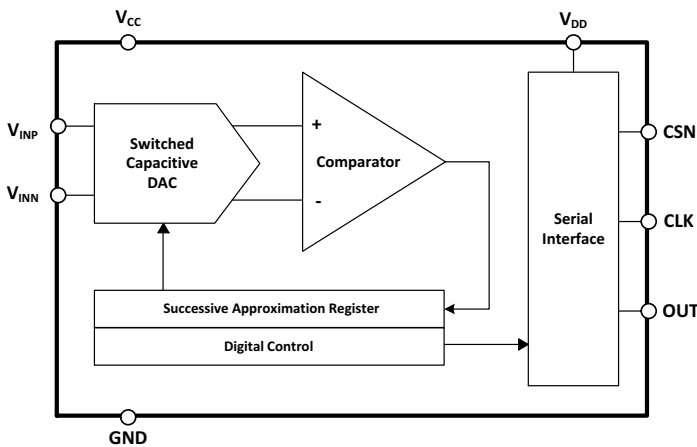 VCC
VDD
VINP
VINN
Switched
Capacitive
DAC
+
-
Comparator
Serial
Interface
CSN
CLK
OUT
Successive Approximation Register
Digital Control
GND